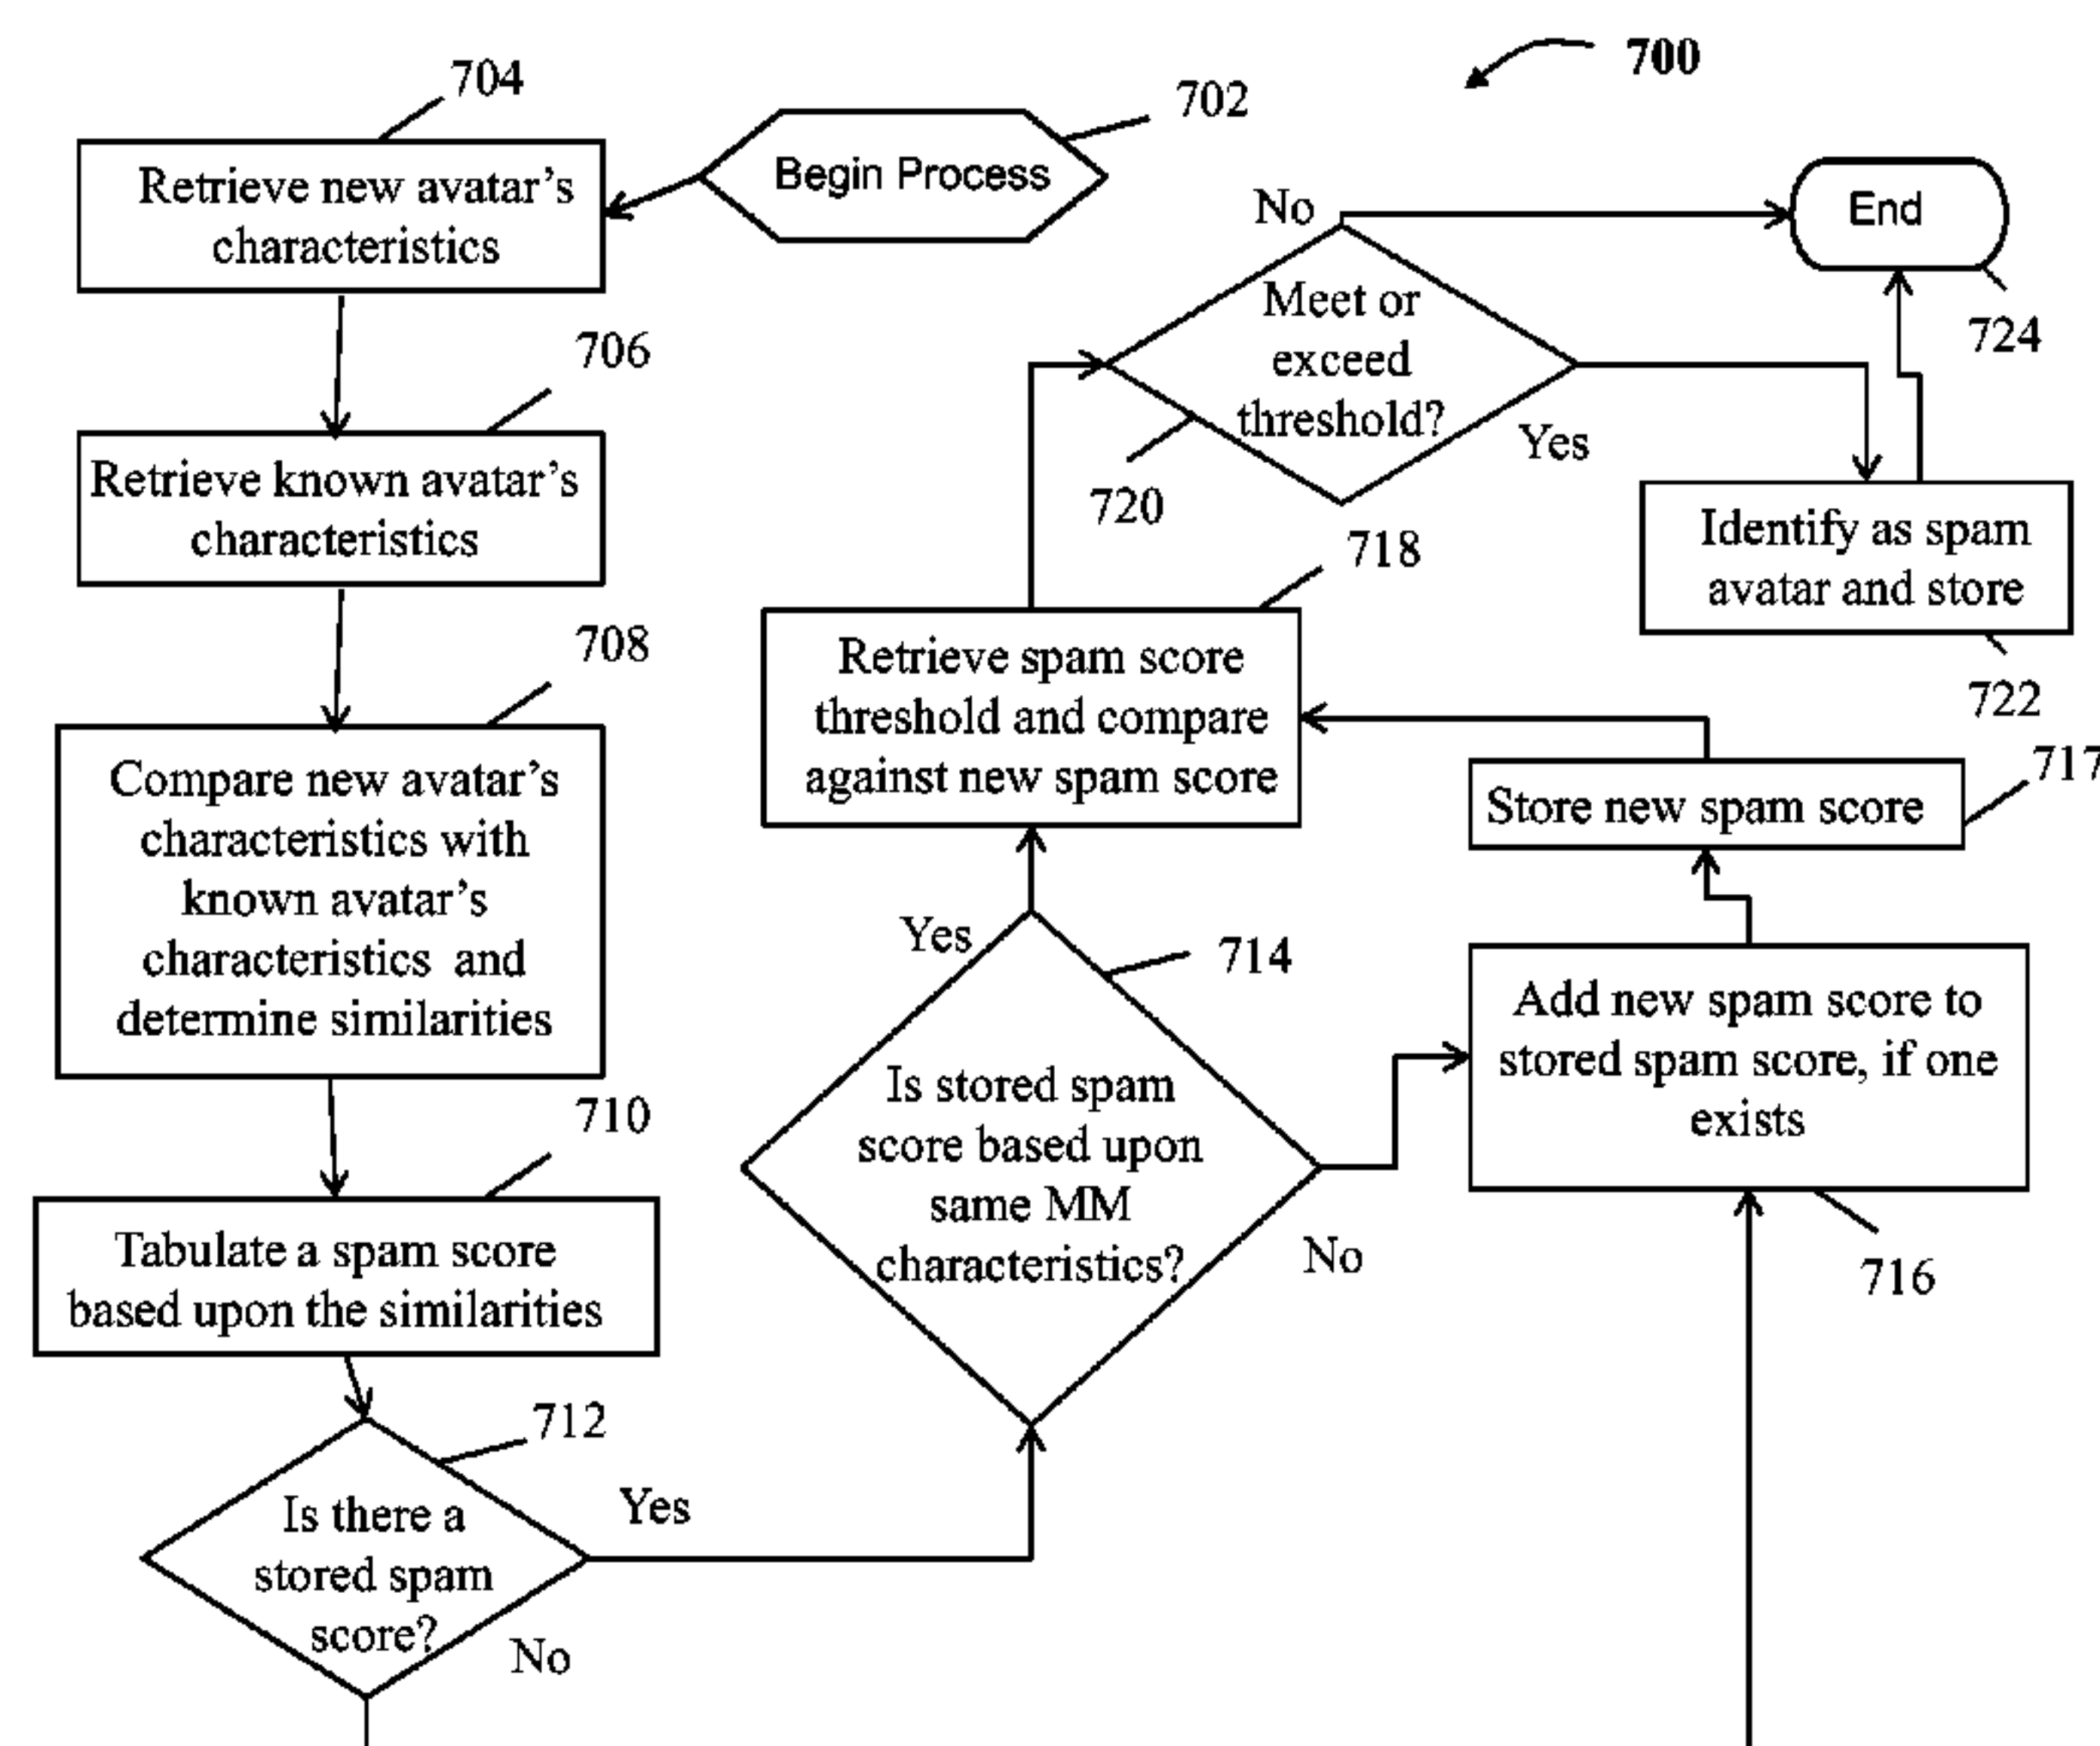 700
702
Begin Process
704
Retrieve new avatar's
characteristics
706
Retrieve known avatar's
characteristics
708
Compare new avatar's
characteristics with
known avatar's
characteristics and
determine similarities
710
Tabulate a spam score
based upon the similarities
712
Is there a
stored spam
score?
Yes
No
714
Is stored spam
score based upon
same MM
characteristics?
Yes
No
716
Add new spam score to
stored spam score, if one
exists
717
Store new spam score
718
Retrieve spam score
threshold and compare
against new spam score
720
Meet or
exceed
threshold?
No
Yes
722
Identify as spam
avatar and store
724
End